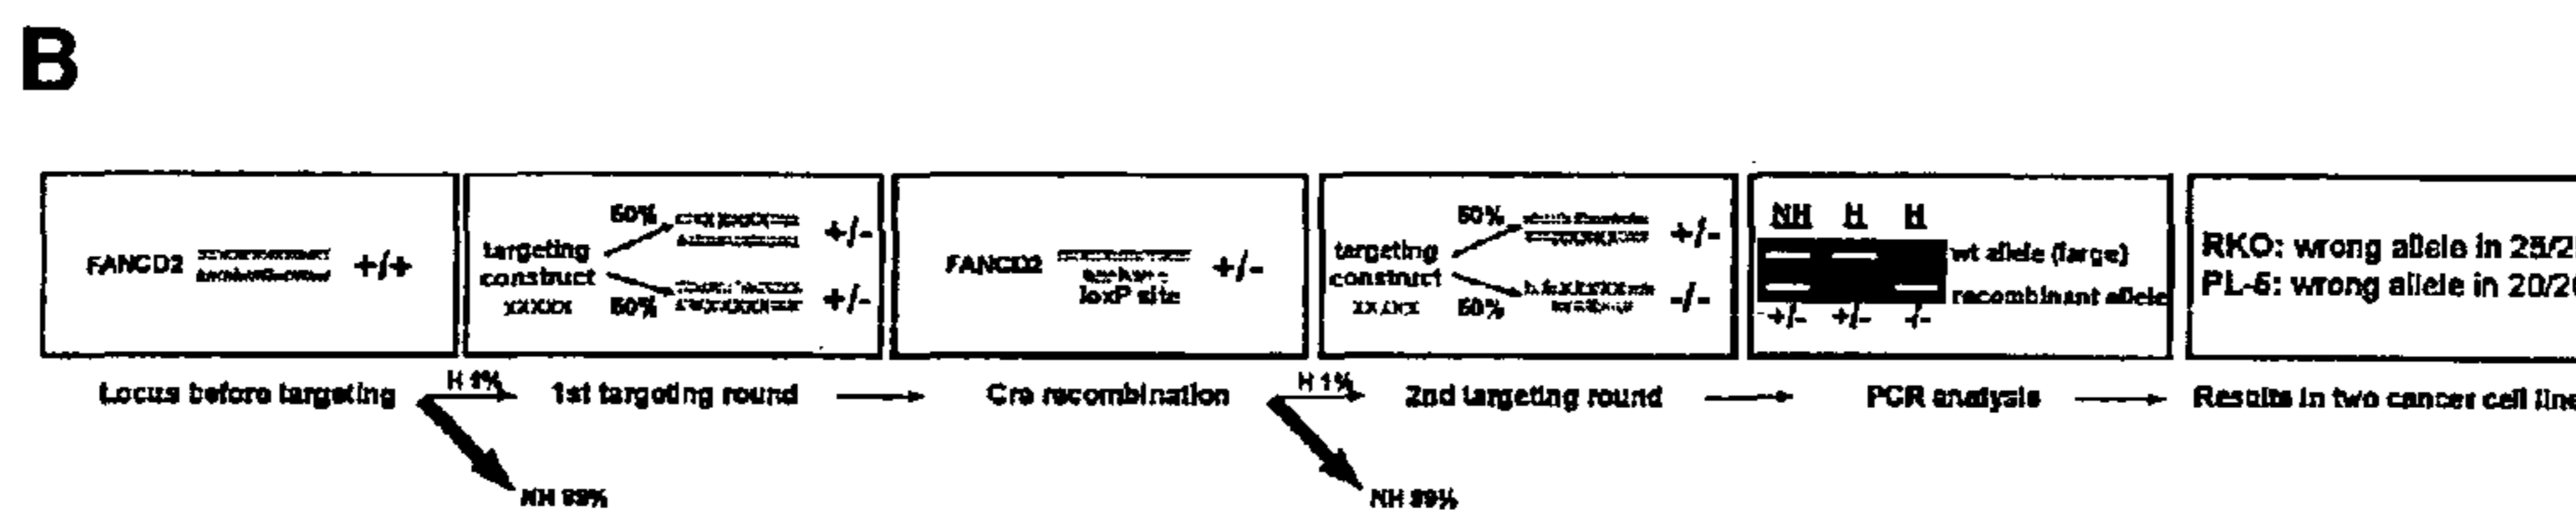 B
FANCD2 +/+
targeting
construct
xxxxx
50% +/-
50% +/-
FANCD2 +/-
loxP site
targeting
construct
xxxxx
50% +/-
50% -/-
NH H H
wt allele (large)
recombinant allele
+/- +/- -/-
RKO: wrong allele in 25/2
PL-5: wrong allele in 20/2
Locus before targeting
H 1%
NH 99%
1st targeting round
Cre recombination
H 1%
NH 99%
2nd targeting round
PCR analysis
Results in two cancer cell line